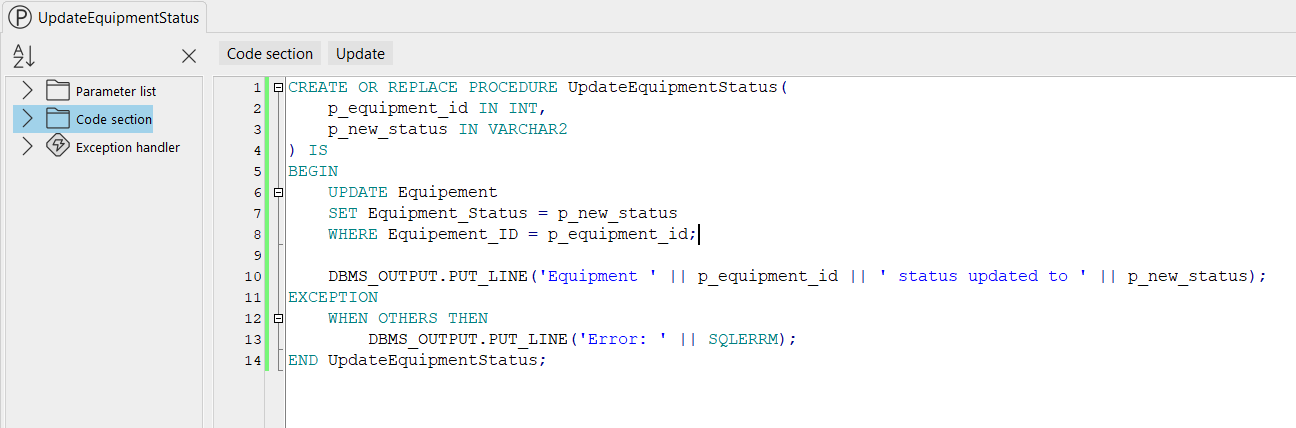 UpdateEquipmentStatus
Code section Update
Parameter list
Code section
Exception handler
1 CREATE OR REPLACE PROCEDURE UpdateEquipmentStatus(
2     p_equipment_id IN INT,
3     p_new_status IN VARCHAR2
4 ) IS
5 BEGIN
6     UPDATE Equipement
7     SET Equipment_Status = p_new_status
8     WHERE Equipement_ID = p_equipment_id;
9
10     DBMS_OUTPUT.PUT_LINE('Equipment ' || p_equipment_id || ' status updated to ' || p_new_status);
11 EXCEPTION
12     WHEN OTHERS THEN
13         DBMS_OUTPUT.PUT_LINE('Error: ' || SQLERRM);
14 END UpdateEquipmentStatus;